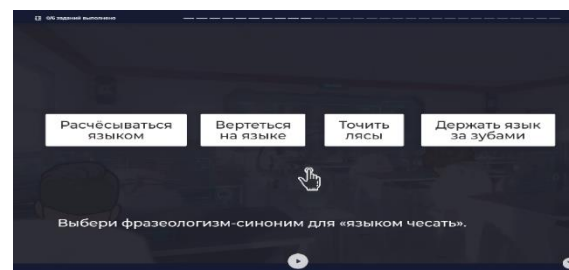 0/6 заданий выполнено
Расчёсываться
языком
Вертеться
на языке
Точить
лясы
Держать язык
за зубами
Выбери фразеологизм-синоним для «языком чесать».